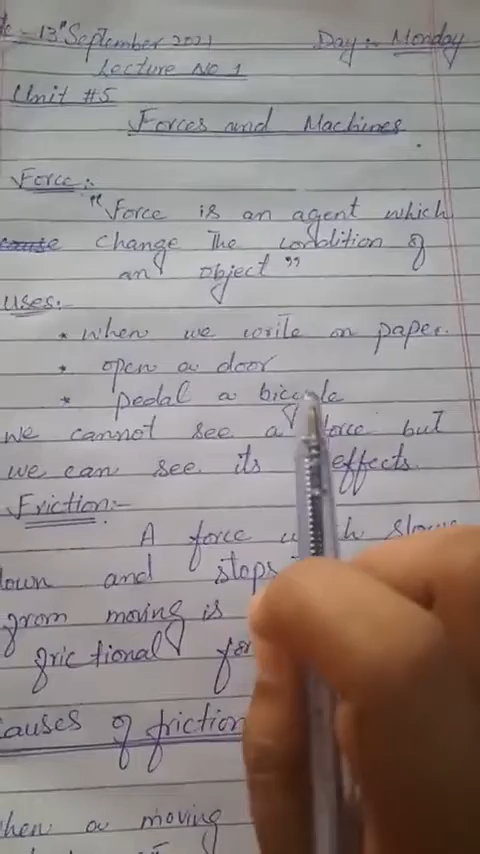 13th September 2021 Day :- Monday
Lecture No 1
Unit #5
Forces and Machines
Force :-
"Force is an agent which
change the condition of
an object"
Uses :-
* when we write on paper.
* open a door
* pedal a
we cannot see a force but
we can see its effects.
Friction :-
A force slows
down and stops
from moving is
frictional
causes of friction
when a moving